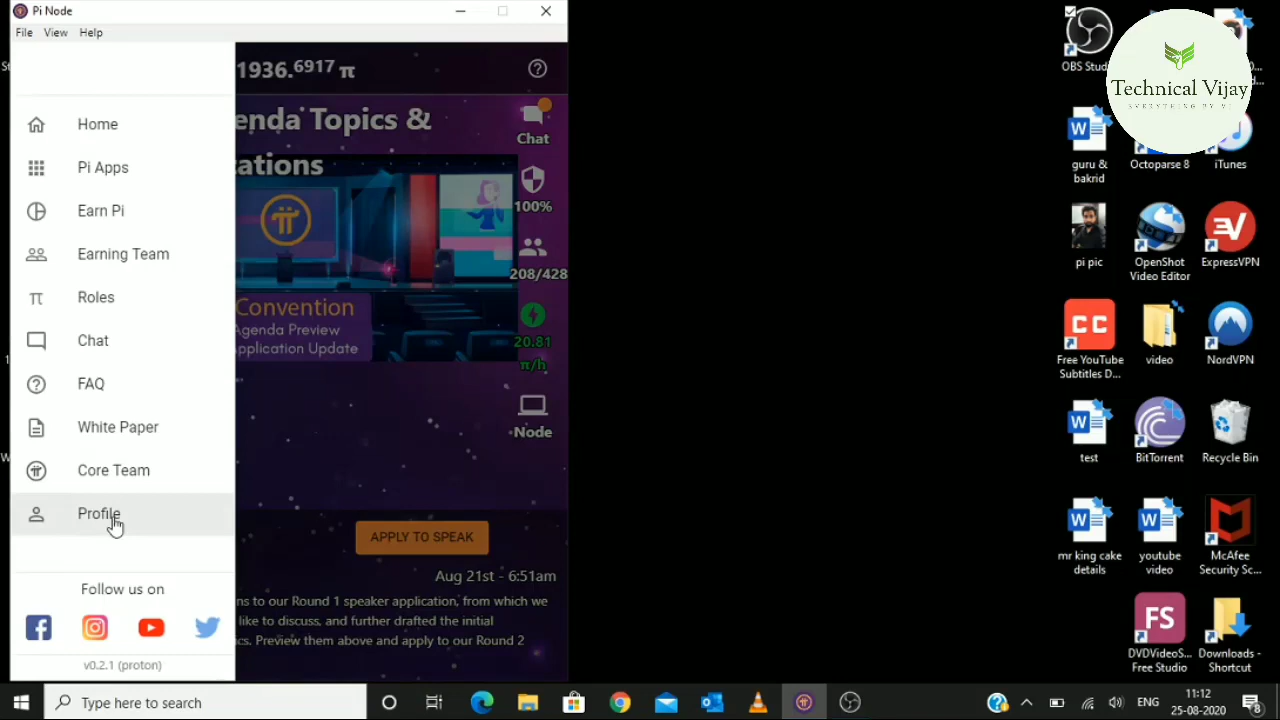 Pi Node
File View Help
1936.6917 π
Home
Pi Apps
Earn Pi
Earning Team
Roles
Chat
FAQ
White Paper
Core Team
Profile
Follow us on
v0.2.1 (proton)
enda Topics &
ations
Convention
Agenda Preview
pplication Update
Chat
100%
208/428
20.81
π/h
Node
APPLY TO SPEAK
Aug 21st - 6:51am
ns to our Round 1 speaker application, from which we
like to discuss, and further drafted the initial
cs. Preview them above and apply to our Round 2
OBS Stud
Technical Vijay
guru &
bakrid
Octoparse 8
iTunes
pi pic
OpenShot
Video Editor
ExpressVPN
CC
Free YouTube
Subtitles D...
video
NordVPN
test
BitTorrent
Recycle Bin
mr king cake
details
youtube
video
McAfee
Security Sc...
FS
DVDVideoS...
Free Studio
Downloads -
Shortcut
Type here to search
ENG
11:12
25-08-2020
8